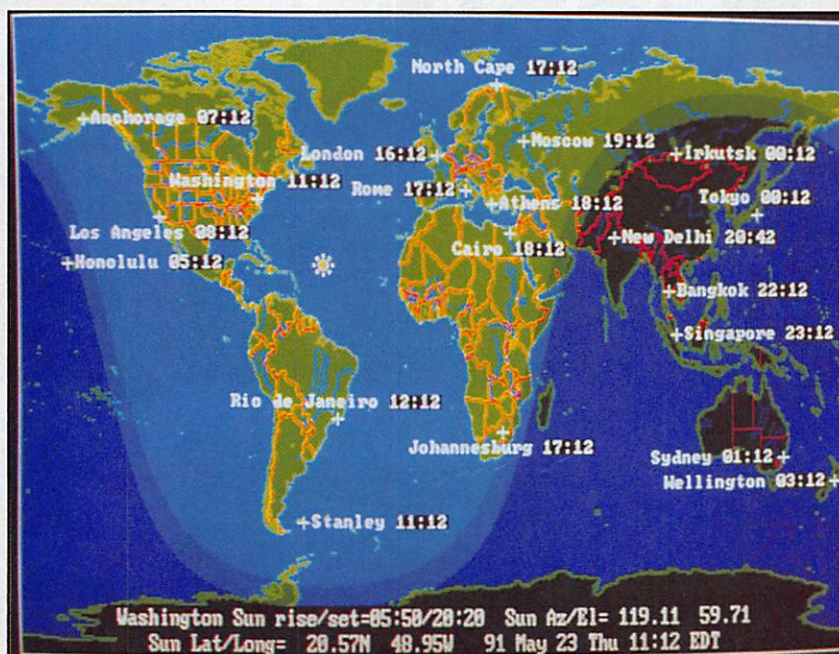 North Cape 17:12
Anchorage 07:12
Moscow 19:12
London 16:12
Irkutsk 00:12
Washington 11:12
Rome 17:12
Tokyo 00:12
Athens 18:12
Los Angeles 08:12
New Delhi 20:42
Cairo 18:12
Honolulu 05:12
Bangkok 22:12
Singapore 23:12
Rio de Janeiro 12:12
Johannesburg 17:12
Sydney 01:12
Wellington 03:12
Stanley 11:12
Washington Sun rise/set=05:50/20:20 Sun Az/El= 119.11 59.71
Sun Lat/Long= 20.57N 48.95W 91 May 23 Thu 11:12 EDT